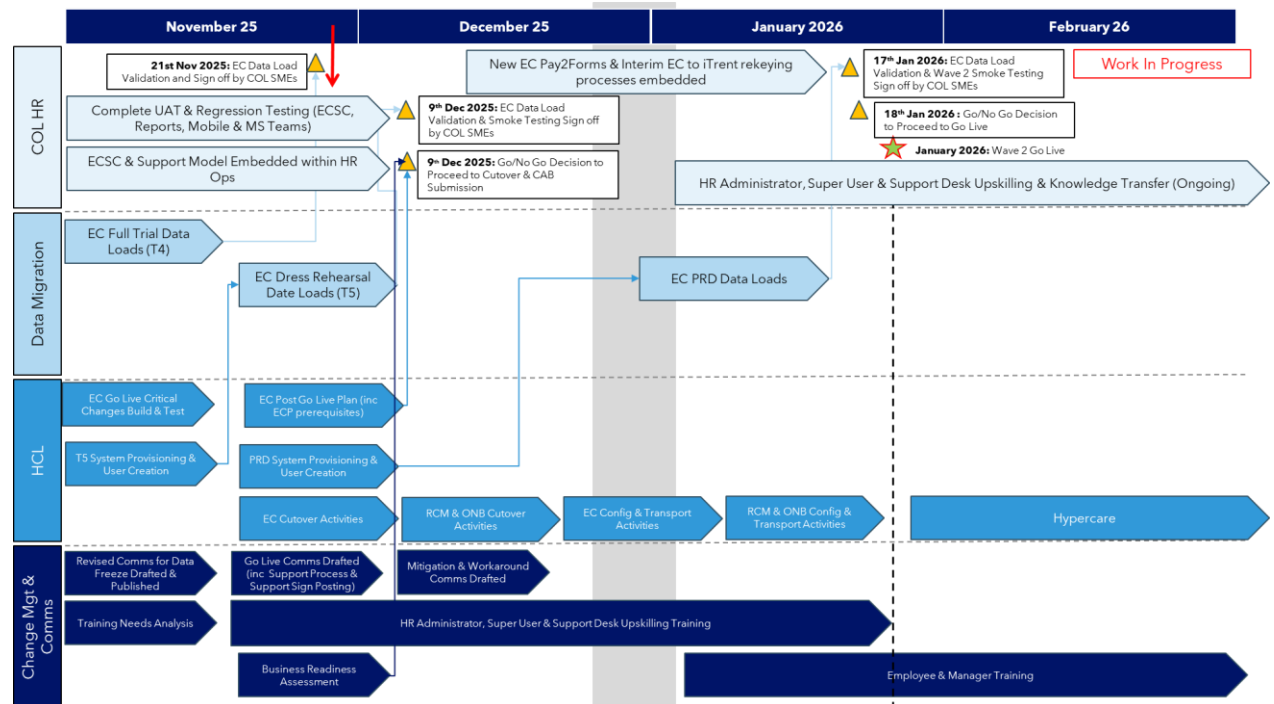 November 25
December 25
January 2026
February 26
COL HR
21st Nov 2025: EC Data Load
Validation and Sign off by COL SMEs
New EC Pay2Forms & Interim EC to iTrent rekeying
processes embedded
17th Jan 2026: EC Data Load
Validation & Wave 2 Smoke Testing
Sign off by COL SMEs
Work In Progress
Complete UAT & Regression Testing (ECSC,
Reports, Mobile & MS Teams)
9th Dec 2025: EC Data Load
Validation & Smoke Testing Sign off
by COL SMEs
18th Jan 2026: Go/No Go Decision
to Proceed to Go Live
January 2026: Wave 2 Go Live
ECSC & Support Model Embedded within HR
Ops
9th Dec 2025: Go/No Go Decision to
Proceed to Cutover & CAB
Submission
HR Administrator, Super User & Support Desk Upskilling & Knowledge Transfer (Ongoing)
Data Migration
EC Full Trial Data
Loads (T4)
EC Dress Rehearsal
Date Loads (T5)
EC PRD Data Loads
HCL
EC Go Live Critical
Changes Build & Test
EC Post Go Live Plan (inc
ECP prerequisites)
T5 System Provisioning &
User Creation
PRD System Provisioning &
User Creation
EC Cutover Activities
RCM & ONB Cutover
Activities
EC Config & Transport
Activities
RCM & ONB Config &
Transport Activities
Hypercare
Change Mgt &
Comms
Revised Comms for Data
Freeze Drafted &
Published
Go Live Comms Drafted
(inc Support Process &
Support Sign Posting)
Mitigation & Workaround
Comms Drafted
Training Needs Analysis
HR Administrator, Super User & Support Desk Upskilling Training
Business Readiness
Assessment
Employee & Manager Training